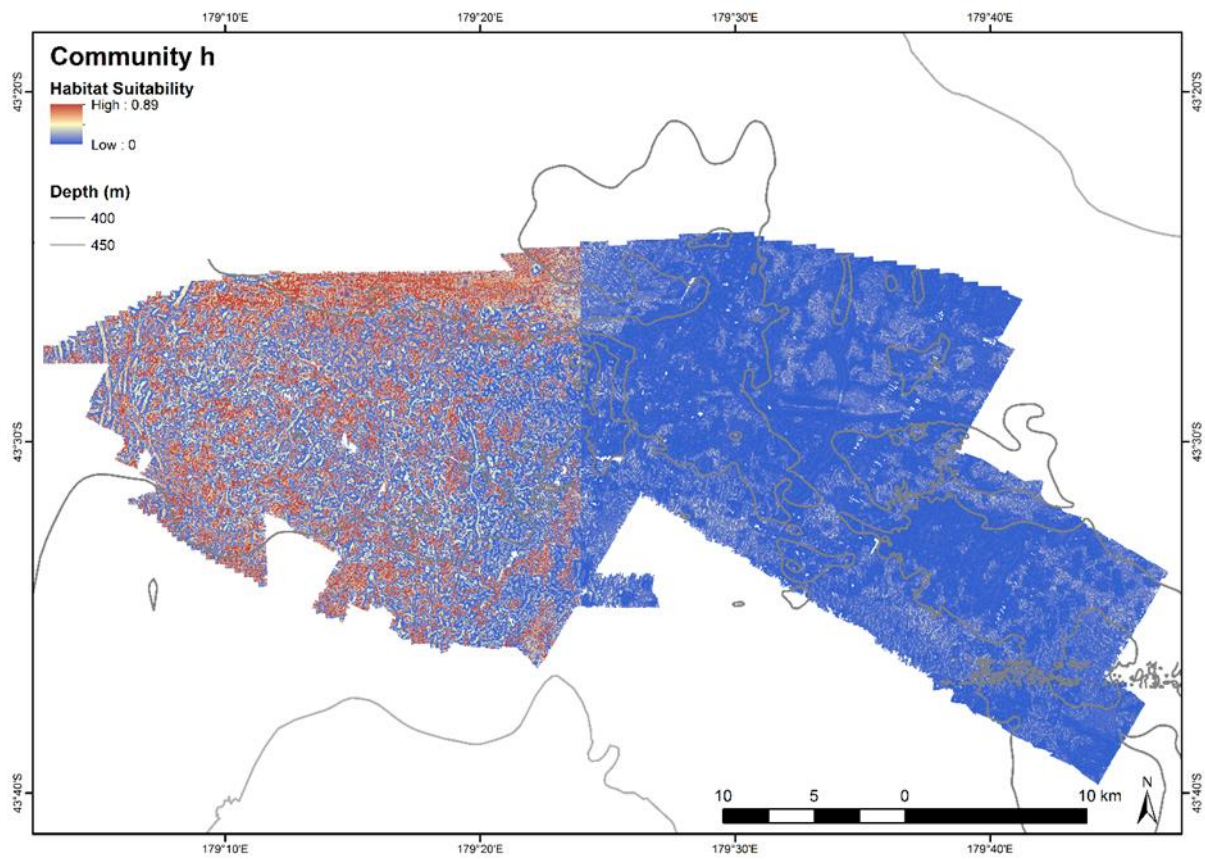 179°10'E 179°20'E 179°30'E 179°40'E
Community h
Habitat Suitability
High : 0.89
Low : 0
Depth (m)
400
450
43°20'S 43°20'S
43°30'S 43°30'S
43°40'S 43°40'S
10 5 0 10 km
N
179°10'E 179°20'E 179°30'E 179°40'E